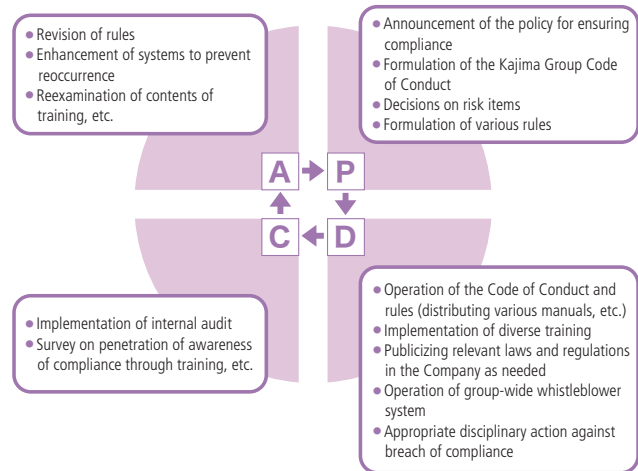 ● Revision of rules
● Enhancement of systems to prevent
reoccurrence
● Reexamination of contents of
training, etc.
● Announcement of the policy for ensuring
compliance
● Formulation of the Kajima Group Code
of Conduct
● Decisions on risk items
● Formulation of various rules
A
P
C
D
● Implementation of internal audit
● Survey on penetration of awareness
of compliance through training, etc.
● Operation of the Code of Conduct and
rules (distributing various manuals, etc.)
● Implementation of diverse training
● Publicizing relevant laws and regulations
in the Company as needed
● Operation of group-wide whistleblower
system
● Appropriate disciplinary action against
breach of compliance